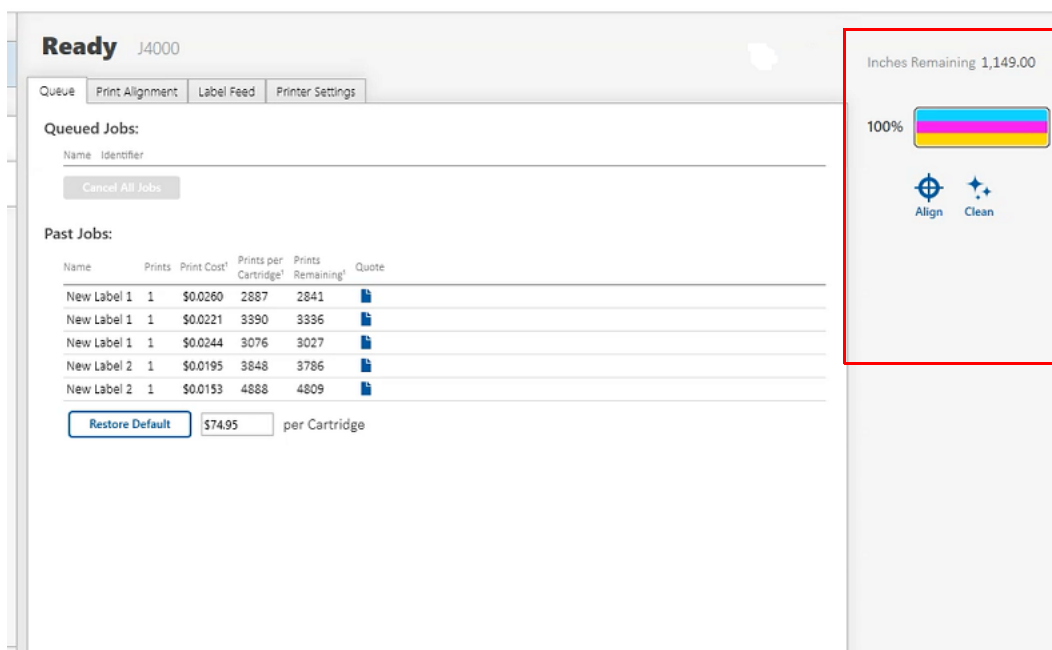 Ready J4000
Inches Remaining 1,149.00
Queue Print Alignment Label Feed Printer Settings
100%
Queued Jobs:
Name Identifier
Cancel All Jobs
Align Clean
Past Jobs:
Name Prints Print Cost¹ Prints per Cartridge¹ Prints Remaining¹ Quote
New Label 1 1 $0.0260 2887 2841
New Label 1 1 $0.0221 3390 3336
New Label 1 1 $0.0244 3076 3027
New Label 2 1 $0.0195 3848 3786
New Label 2 1 $0.0153 4888 4809
Restore Default $74.95 per Cartridge